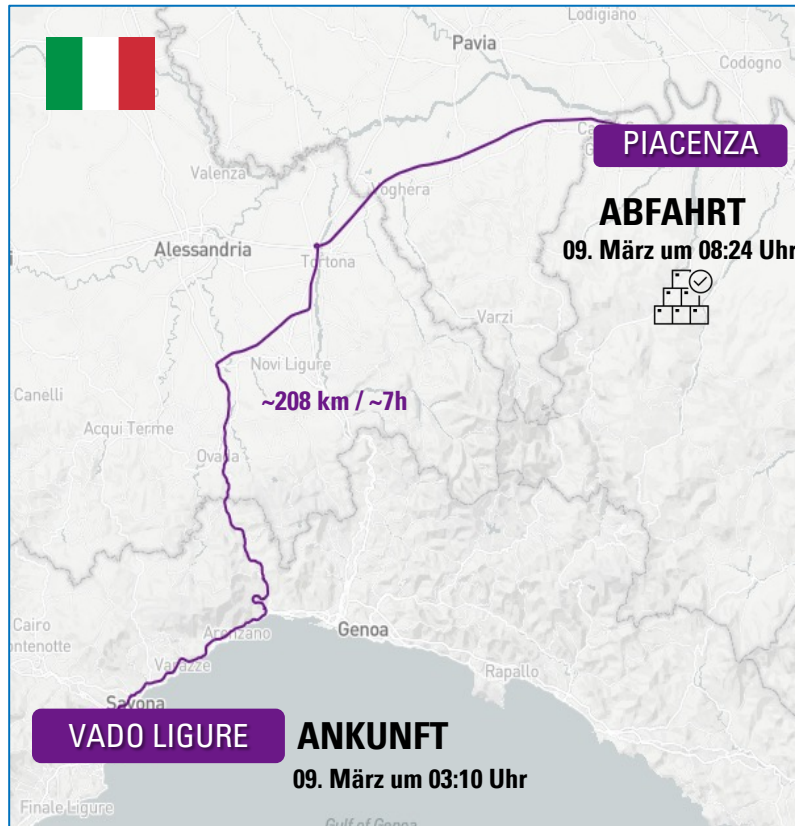 Lodigiano
Pavia
Codogno
PIACENZA
Valenza
Voghera
ABFAHRT
09. März um 08:24 Uhr
Alessandria
Tortona
Varzi
Novi Ligure
Canelli
~208 km / ~7h
Acqui Terme
Ovada
Cairo
Genoa
Arenzano
Varazze
Rapallo
Savona
VADO LIGURE
ANKUNFT
09. März um 03:10 Uhr
Finale Ligure
Gulf of Genoa